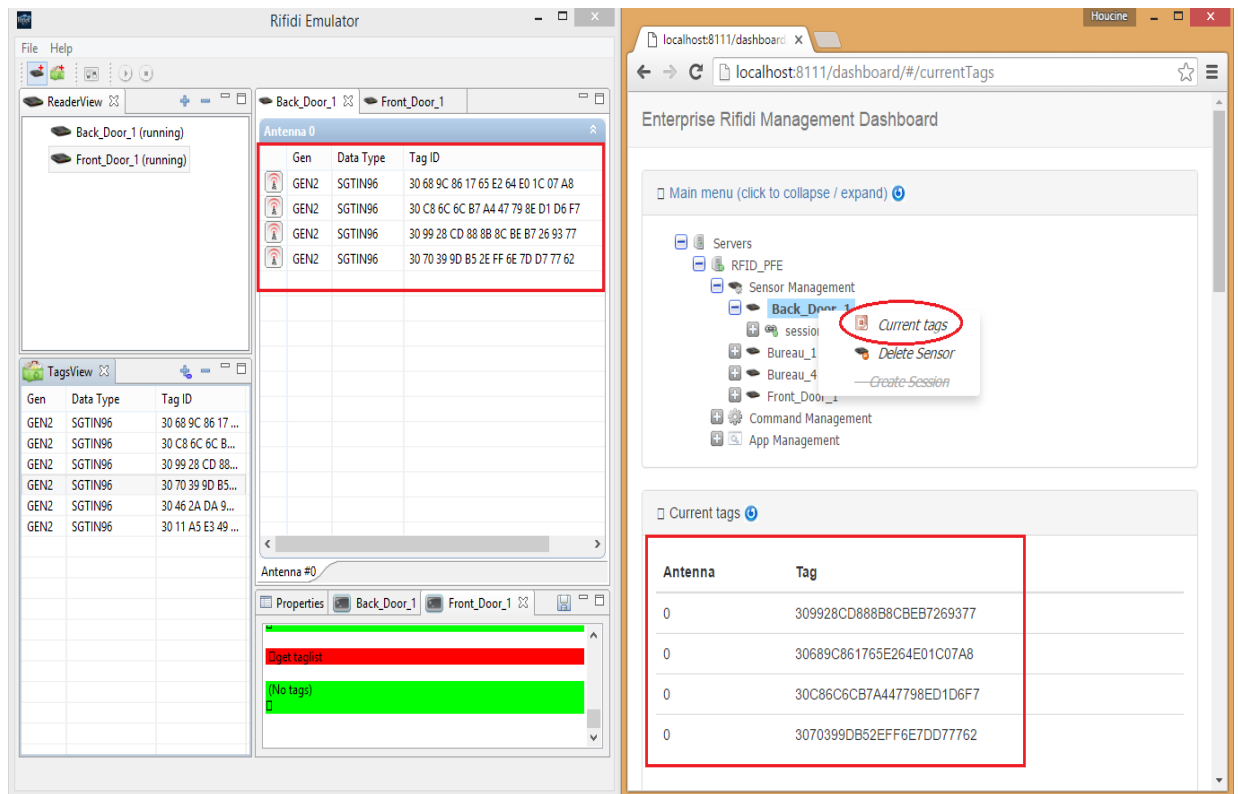 Rifidi Emulator
File Help
ReaderView
Back_Door_1 (running)
Front_Door_1 (running)
Back_Door_1 Front_Door_1
Antenna 0
Gen Data Type Tag ID
GEN2 SGTIN96 30 68 9C 86 17 65 E2 64 E0 1C 07 A8
GEN2 SGTIN96 30 C8 6C 6C B7 A4 47 79 8E D1 D6 F7
GEN2 SGTIN96 30 99 28 CD 88 8B 8C BE B7 26 93 77
GEN2 SGTIN96 30 70 39 9D B5 2E FF 6E 7D D7 77 62
Antenna #0
TagsView
Gen Data Type Tag ID
GEN2 SGTIN96 30 68 9C 86 17 ...
GEN2 SGTIN96 30 C8 6C 6C B...
GEN2 SGTIN96 30 99 28 CD 88...
GEN2 SGTIN96 30 70 39 9D B5...
GEN2 SGTIN96 30 46 2A DA 9...
GEN2 SGTIN96 30 11 A5 E3 49 ...
Properties Back_Door_1 Front_Door_1
get taglist
(No tags)
Houcine
localhost:8111/dashboard
localhost:8111/dashboard/#/currentTags
Enterprise Rifidi Management Dashboard
Main menu (click to collapse / expand)
Servers
RFID_PFE
Sensor Management
Back_Door_1
session
Bureau_1
Bureau_4
Front_Door_1
Command Management
App Management
Current tags
Delete Sensor
Create Session
Current tags
Antenna Tag
0 309928CD888B8CBEB7269377
0 30689C861765E264E01C07A8
0 30C86C6CB7A447798ED1D6F7
0 3070399DB52EFF6E7DD77762